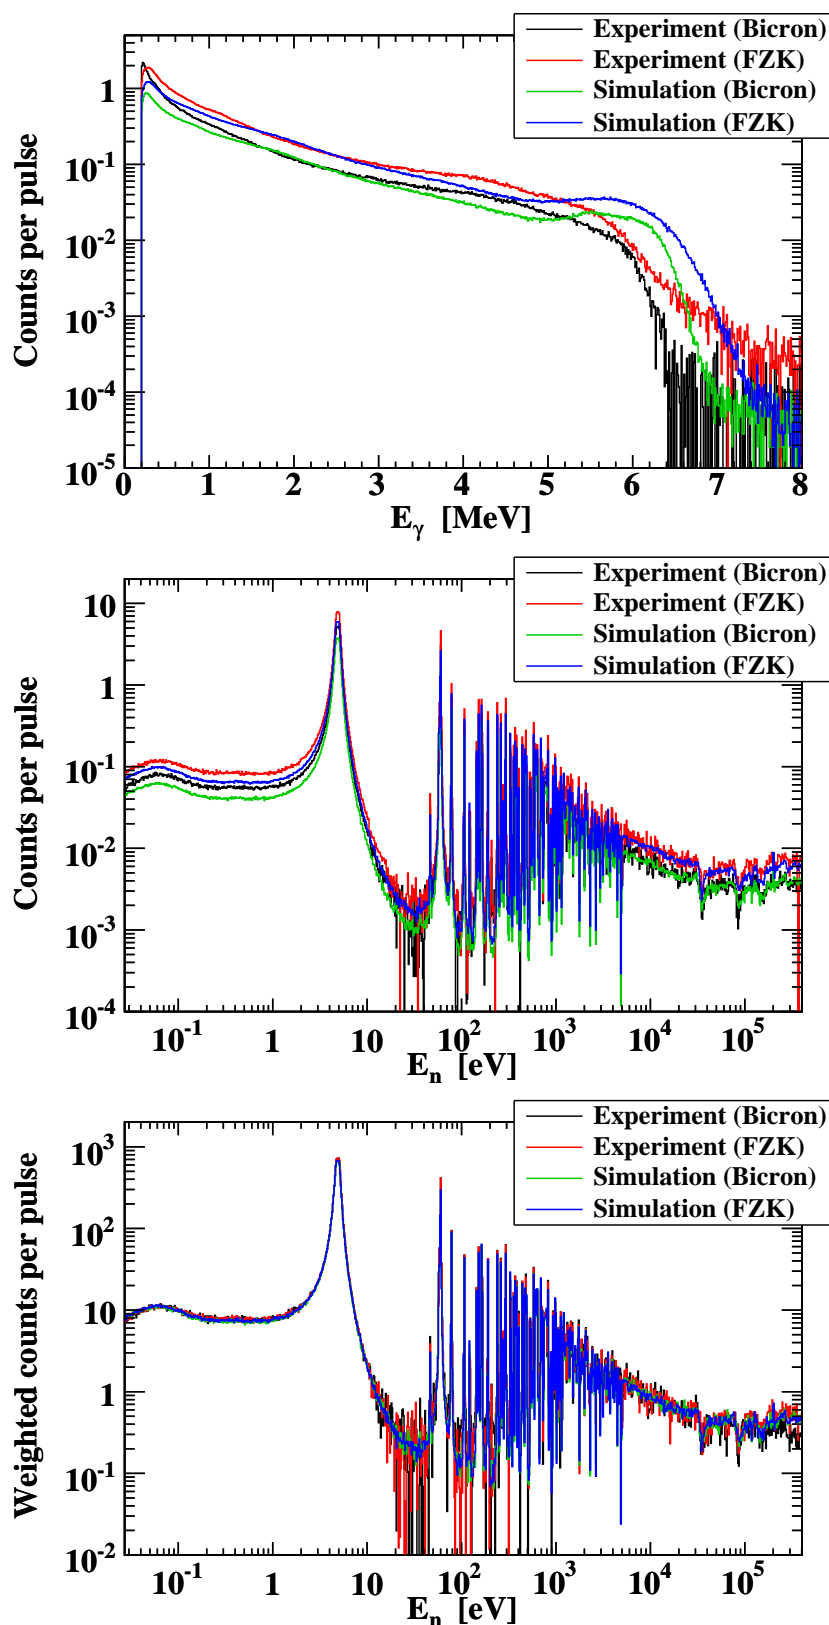 Experiment (Bicron)
Experiment (FZK)
Simulation (Bicron)
Simulation (FZK)
Counts per pulse
1
10⁻¹
10⁻²
10⁻³
10⁻⁴
10⁻⁵
0 1 2 3 4 5 6 7 8
E_γ [MeV]
Experiment (Bicron)
Experiment (FZK)
Simulation (Bicron)
Simulation (FZK)
Counts per pulse
10
1
10⁻¹
10⁻²
10⁻³
10⁻⁴
10⁻¹ 1 10 10² 10³ 10⁴ 10⁵
E_n [eV]
Experiment (Bicron)
Experiment (FZK)
Simulation (Bicron)
Simulation (FZK)
Weighted counts per pulse
10³
10²
10
1
10⁻¹
10⁻²
10⁻¹ 1 10 10² 10³ 10⁴ 10⁵
E_n [eV]